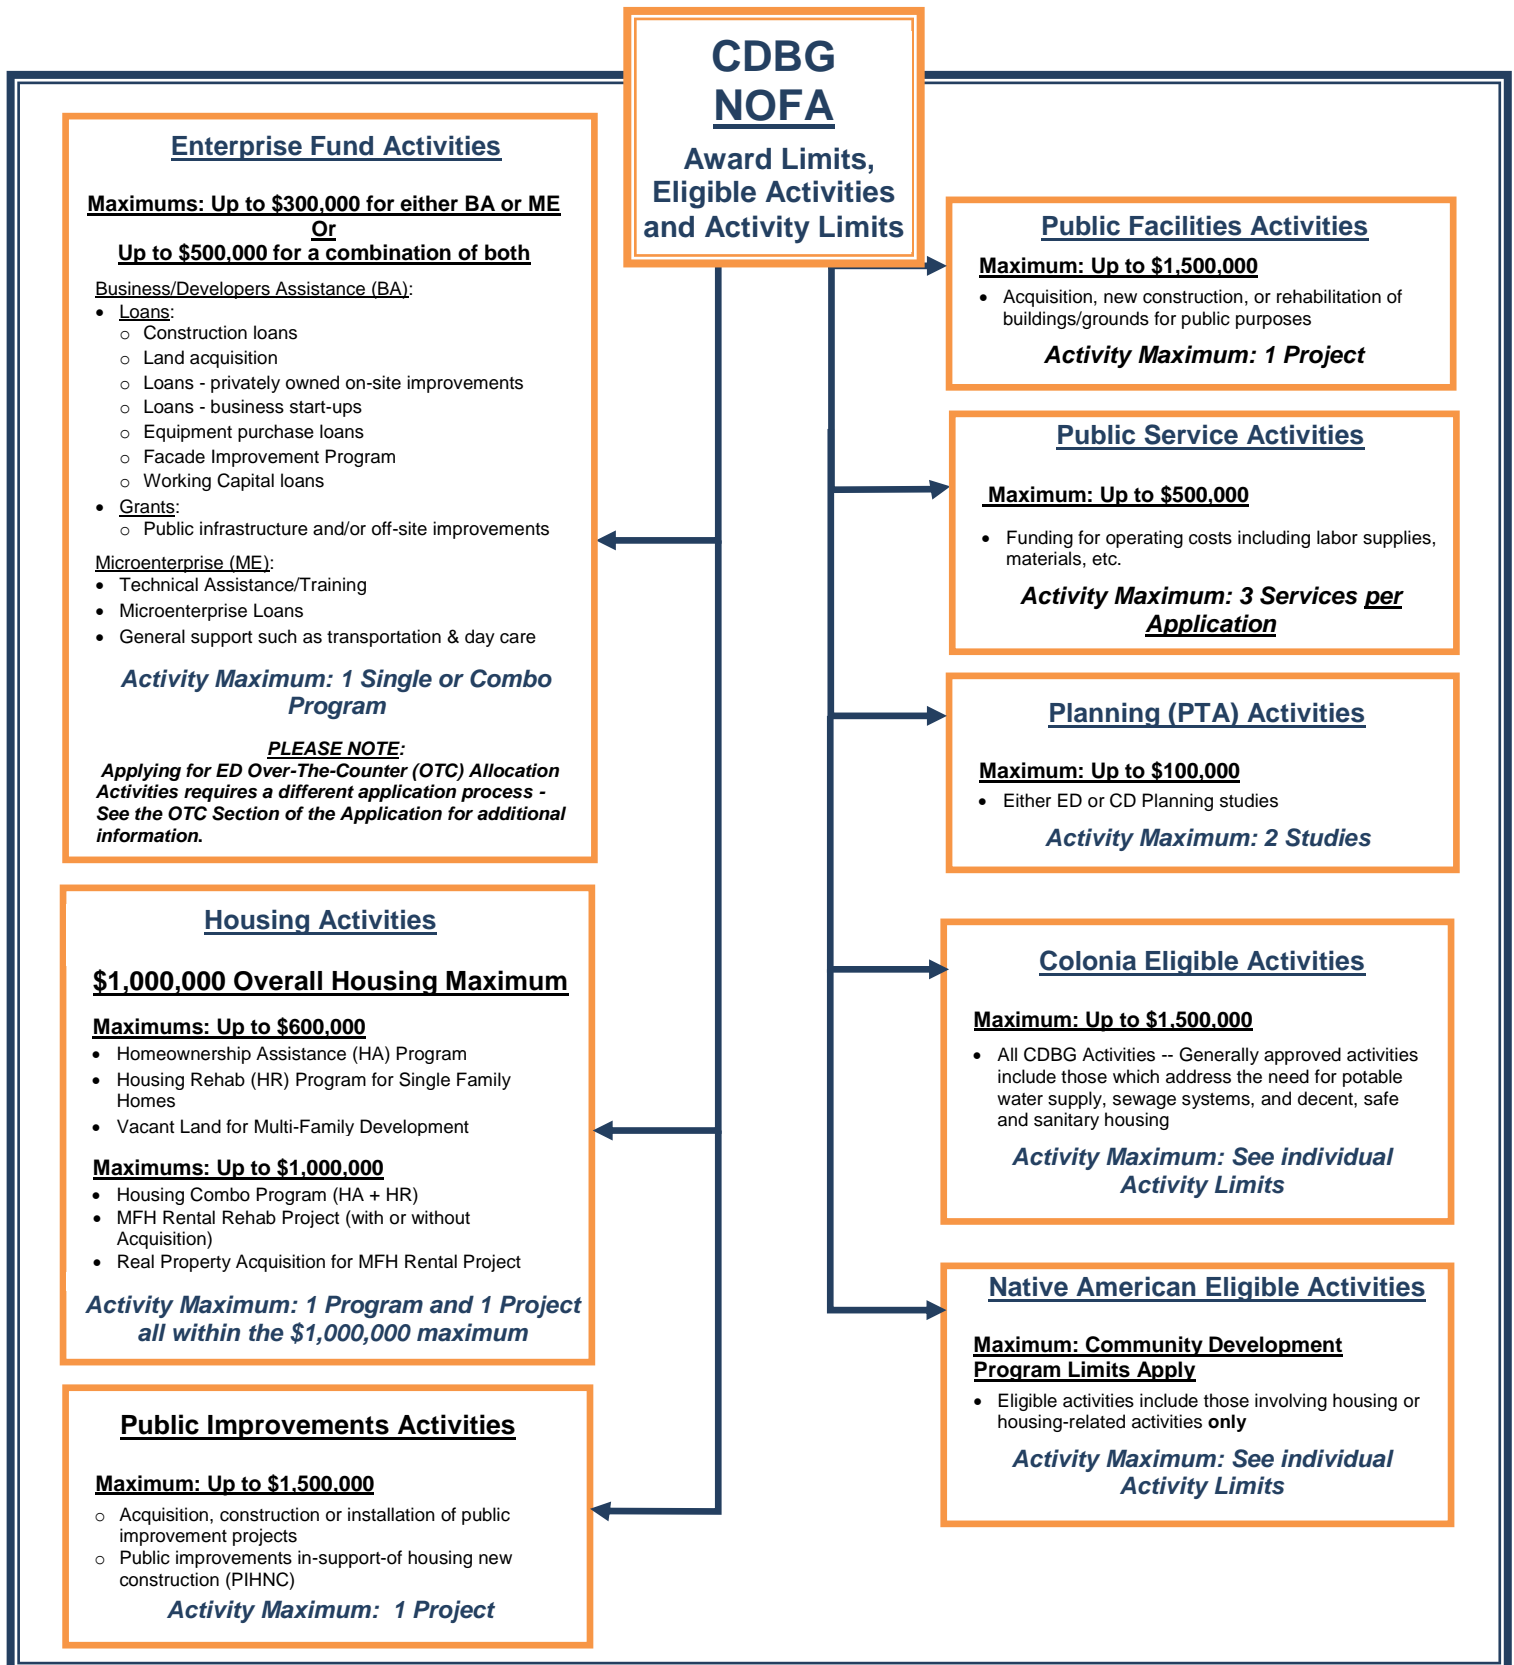 CDBG
NOFA
Award Limits,
Eligible Activities
and Activity Limits
Enterprise Fund Activities
Maximums: Up to $300,000 for either BA or ME
Or
Up to $500,000 for a combination of both
Business/Developers Assistance (BA):
• Loans:
o Construction loans
o Land acquisition
o Loans - privately owned on-site improvements
o Loans - business start-ups
o Equipment purchase loans
o Facade Improvement Program
o Working Capital loans
• Grants:
o Public infrastructure and/or off-site improvements
Microenterprise (ME):
• Technical Assistance/Training
• Microenterprise Loans
• General support such as transportation & day care
Activity Maximum: 1 Single or Combo
Program
PLEASE NOTE:
Applying for ED Over-The-Counter (OTC) Allocation
Activities requires a different application process -
See the OTC Section of the Application for additional
information.
Housing Activities
$1,000,000 Overall Housing Maximum
Maximums: Up to $600,000
• Homeownership Assistance (HA) Program
• Housing Rehab (HR) Program for Single Family
Homes
• Vacant Land for Multi-Family Development
Maximums: Up to $1,000,000
• Housing Combo Program (HA + HR)
• MFH Rental Rehab Project (with or without
Acquisition)
• Real Property Acquisition for MFH Rental Project
Activity Maximum: 1 Program and 1 Project
all within the $1,000,000 maximum
Public Improvements Activities
Maximum: Up to $1,500,000
o Acquisition, construction or installation of public
improvement projects
o Public improvements in-support-of housing new
construction (PIHNC)
Activity Maximum: 1 Project
Public Facilities Activities
Maximum: Up to $1,500,000
• Acquisition, new construction, or rehabilitation of
buildings/grounds for public purposes
Activity Maximum: 1 Project
Public Service Activities
Maximum: Up to $500,000
• Funding for operating costs including labor supplies,
materials, etc.
Activity Maximum: 3 Services per
Application
Planning (PTA) Activities
Maximum: Up to $100,000
• Either ED or CD Planning studies
Activity Maximum: 2 Studies
Colonia Eligible Activities
Maximum: Up to $1,500,000
• All CDBG Activities -- Generally approved activities
include those which address the need for potable
water supply, sewage systems, and decent, safe
and sanitary housing
Activity Maximum: See individual
Activity Limits
Native American Eligible Activities
Maximum: Community Development
Program Limits Apply
• Eligible activities include those involving housing or
housing-related activities only
Activity Maximum: See individual
Activity Limits